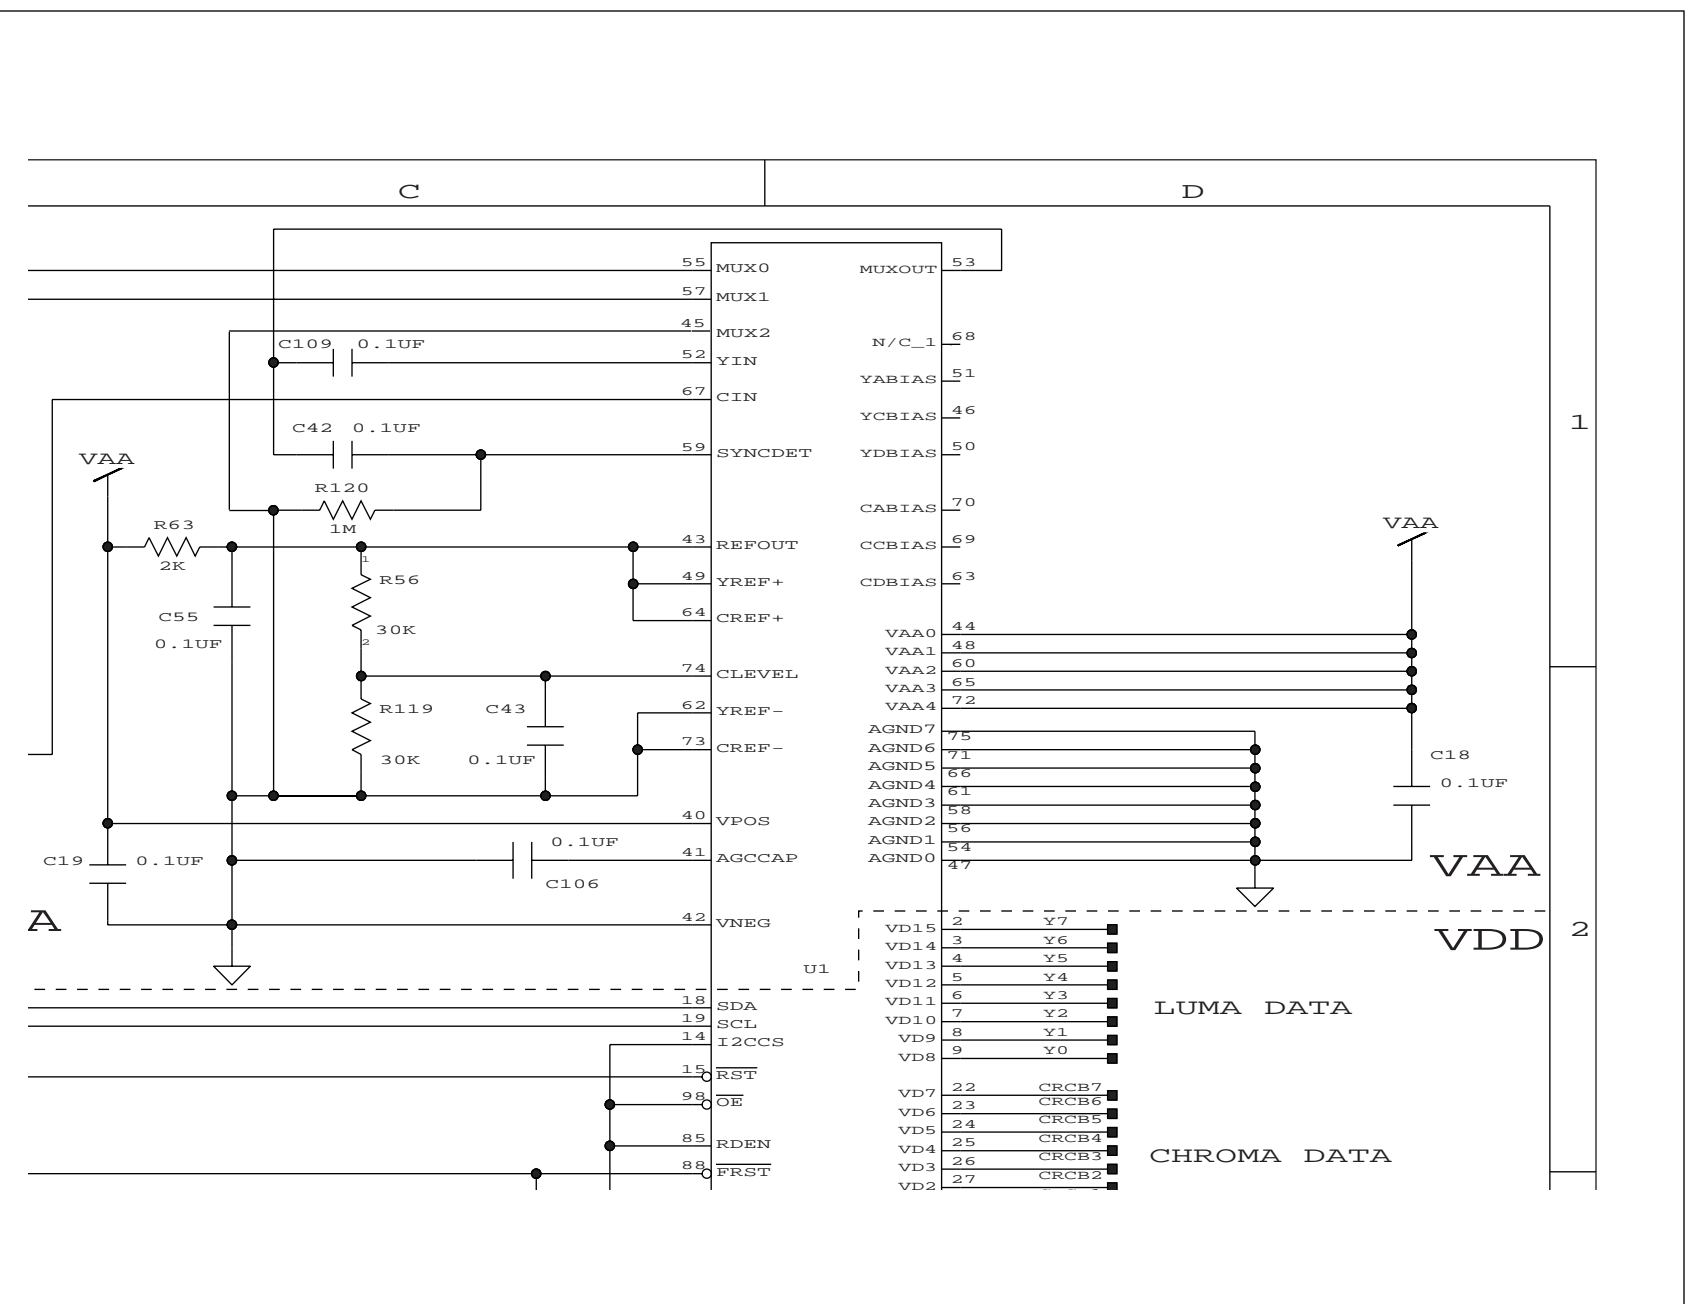 C D
55 MUX0 MUXOUT 53
57 MUX1
45 MUX2
C109 0.1UF
52 YIN N/C_1 68
67 CIN YABIAS 51
YCBIAS 46
C42 0.1UF
59 SYNCDET YDBIAS 50
1
VAA
R120
1M
CABIAS 70
R63
2K
VAA
43 REFOUT CCBIAS 69
1
R56
30K
2
49 YREF+ CDBIAS 63
C55
0.1UF
64 CREF+
VAA0 44
VAA1 48
VAA2 60
VAA3 65
VAA4 72
74 CLEVEL
R119
30K
C43
0.1UF
62 YREF-
73 CREF-
AGND7 75
AGND6 71
AGND5 66
AGND4 61
AGND3 58
AGND2 56
AGND1 54
AGND0 47
C18
0.1UF
40 VPOS
C19 0.1UF
0.1UF
C106
41 AGCCAP
VAA
A
42 VNEG
U1
VDD
2
VD15 2 Y7
VD14 3 Y6
VD13 4 Y5
VD12 5 Y4
VD11 6 Y3
VD10 7 Y2
VD9 8 Y1
VD8 9 Y0
LUMA DATA
18 SDA
19 SCL
14 I2CCS
15 RST
98 OE
85 RDEN
88 FRST
VD7 22 CRCB7
VD6 23 CRCB6
VD5 24 CRCB5
VD4 25 CRCB4
VD3 26 CRCB3
VD2 27 CRCB2
CHROMA DATA